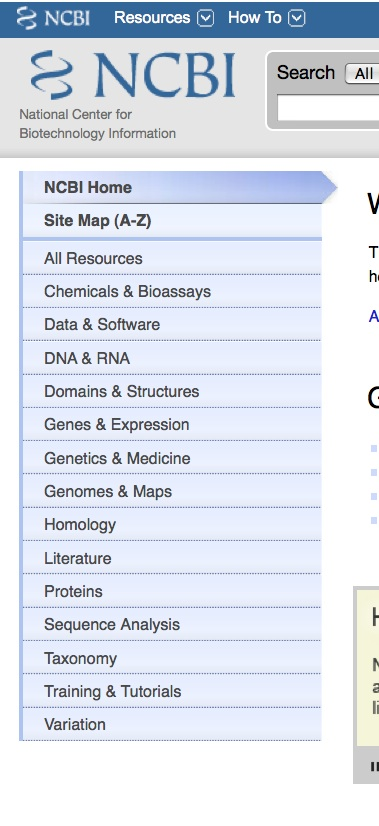 NCBI Resources How To
NCBI
National Center for
Biotechnology Information
Search All
NCBI Home
Site Map (A-Z)
All Resources
Chemicals & Bioassays
Data & Software
DNA & RNA
Domains & Structures
Genes & Expression
Genetics & Medicine
Genomes & Maps
Homology
Literature
Proteins
Sequence Analysis
Taxonomy
Training & Tutorials
Variation